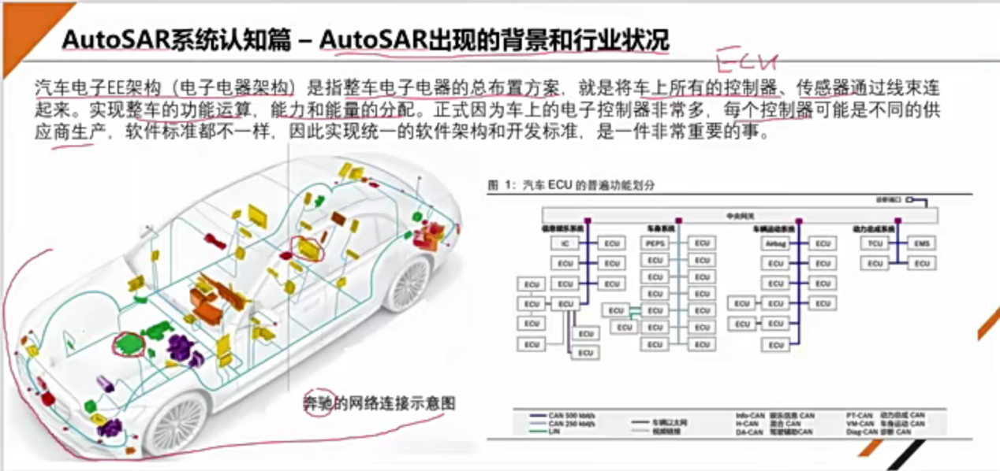 AutoSAR系统认知篇 – AutoSAR出现的背景和行业状况
ECU
汽车电子EE架构（电子电器架构）是指整车电子电器的总布置方案，就是将车上所有的控制器、传感器通过线束连
起来。实现整车的功能运算，能力和能量的分配。正式因为车上的电子控制器非常多，每个控制器可能是不同的供
应商生产，软件标准都不一样，因此实现统一的软件架构和开发标准，是一件非常重要的事。
图 1：汽车 ECU 的普遍功能划分
诊断端口
中央网关
信息娱乐系统 车身系统 车辆运动系统 动力总成系统
IC ECU PEPS ECU Airbag ECU TCU EMS
ECU ECU ECU ECU ECU ECU ECU ECU
ECU ECU ECU ECU ECU ECU ECU
ECU ECU ECU ECU ECU ECU ECU
ECU ECU ECU ECU
ECU ECU ECU ECU ECU ECU
ECU ECU ECU ECU ECU
ECU
奔驰的网络连接示意图
CAN 500 kbit/s
CAN 250 kbit/s
LIN
车辆以太网
视频链接
Info-CAN 娱乐信息 CAN
H-CAN 混合 CAN
DA-CAN 驾驶辅助CAN
PT-CAN 动力总成 CAN
VM-CAN 车身运动 CAN
Diag-CAN 诊断 CAN